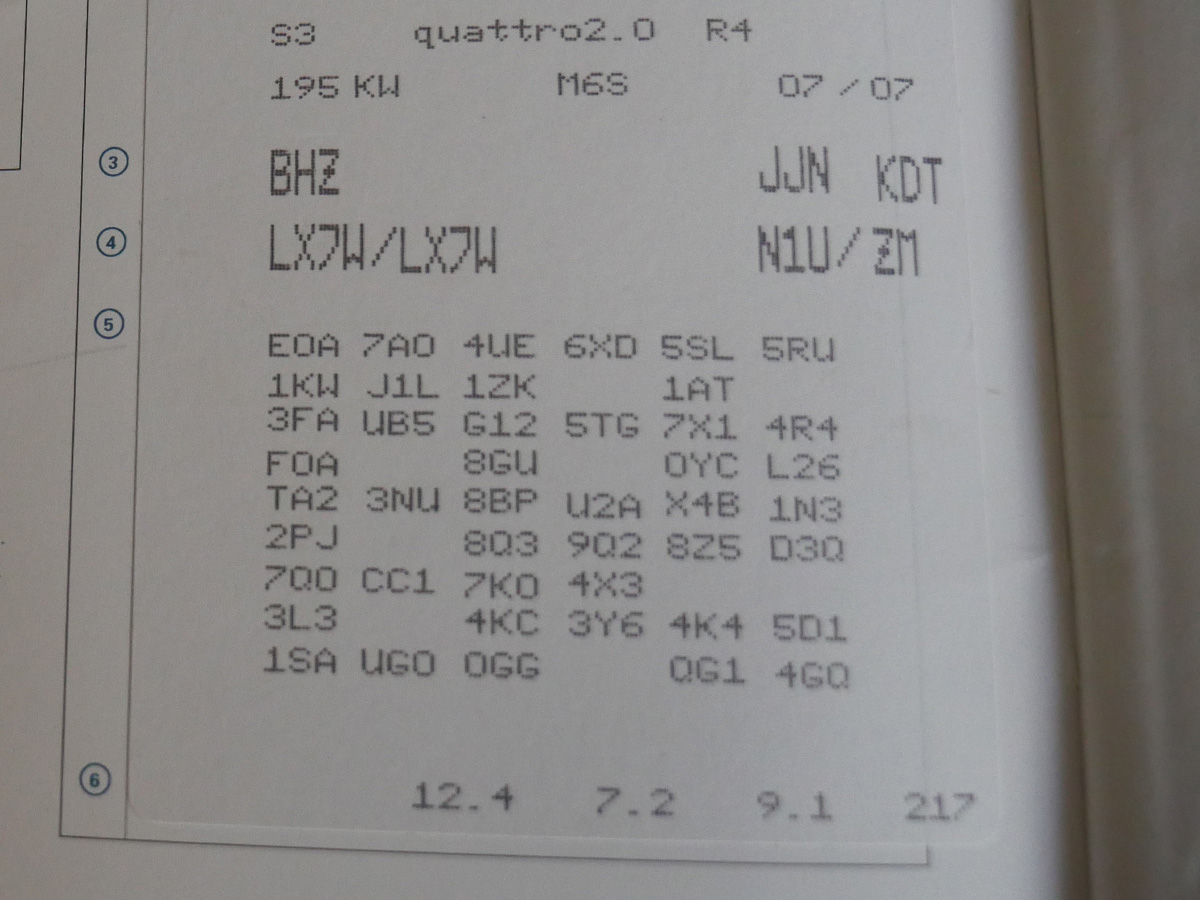 S3 quattro2.0 R4
195 KW M6S 07 / 07
3 BHZ JJN KDT
4 LX7W/LX7W N1U/ ZM
5
E0A 7A0 4UE 6XD 5SL 5RU
1KW J1L 1ZK 1AT
3FA UB5 G12 5TG 7X1 4R4
F0A 8GU 0YC L26
TA2 3NU 8BP U2A X4B 1N3
2PJ 8Q3 9Q2 8Z5 D3Q
7Q0 CC1 7K0 4X3
3L3 4KC 3Y6 4K4 5D1
1SA UG0 0GG QG1 4GQ
6 12.4 7.2 9.1 217